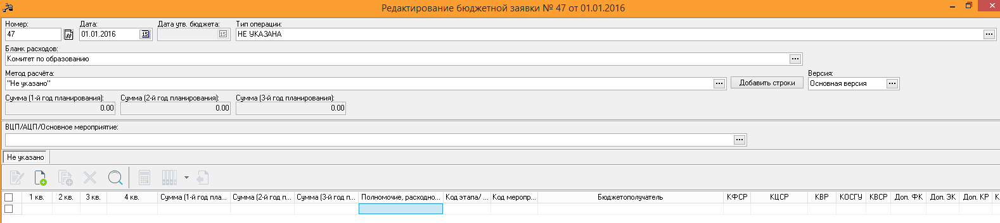 Редактирование бюджетной заявки № 47 от 01.01.2016
Номер: Дата: Дата утв. бюджета: Тип операции:
47 01.01.2016 15 15 НЕ УКАЗАНА ...
Бланк расходов:
Комитет по образованию ...
Метод расчёта: Версия:
"Не указано" ... Добавить строки Основная версия ...
Сумма (1-й год планирования): Сумма (2-й год планирования): Сумма (3-й год планирования):
0.00 0.00 0.00
ВЦП/АЦП/Основное мероприятие:
...
Не указано
1 кв. 2 кв. 3 кв. 4 кв. Сумма (1-й год пла... Сумма (2-й год п... Сумма (3-й год п... Полномочие, расходно... Код этапа/ ... Код меропр... Бюджетополучатель КФСР КЦСР КВР КОСГУ КВСР Доп. ФК Доп. ЭК Доп. КР К